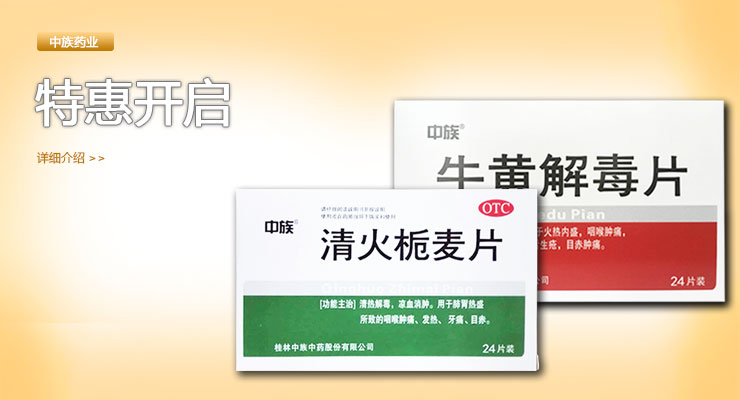 中族药业
特惠开启
详细介绍 >>
中族®
牛黄解毒片
edu Pian
于火热内盛，咽喉肿痛，
生疮，目赤肿痛。
公司
24片装
OTC
中族®
清火栀麦片
Qinghuo Zhimai Pian
[功能主治] 清热解毒，凉血消肿。用于肺胃热盛
所致的咽喉肿痛、发热、牙痛、目赤。
桂林中族中药股份有限公司
24片装